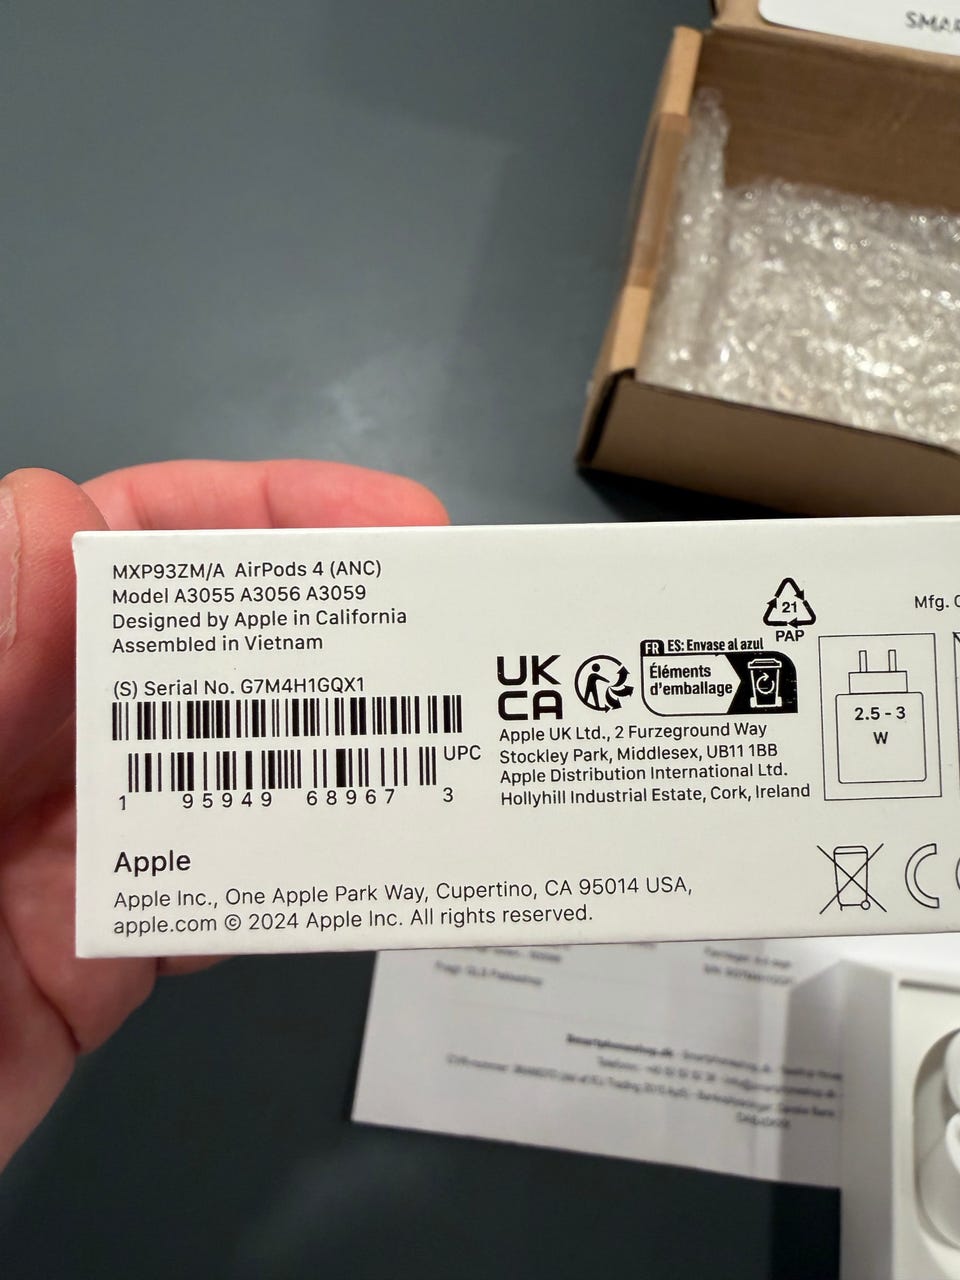 SMAR
MXP93ZM/A AirPods 4 (ANC)
Model A3055 A3056 A3059
Designed by Apple in California
Assembled in Vietnam
(S) Serial No. G7M4H1GQX1
UPC
1 95949 68967 3
Apple
Apple Inc., One Apple Park Way, Cupertino, CA 95014 USA,
apple.com © 2024 Apple Inc. All rights reserved.
UK
CA
FR ES: Envase al azul
Éléments
d'emballage
Apple UK Ltd., 2 Furzeground Way
Stockley Park, Middlesex, UB11 1BB
Apple Distribution International Ltd.
Hollyhill Industrial Estate, Cork, Ireland
21
PAP
Mfg.
2.5 - 3
W
CE
Smartphoneshop.dk